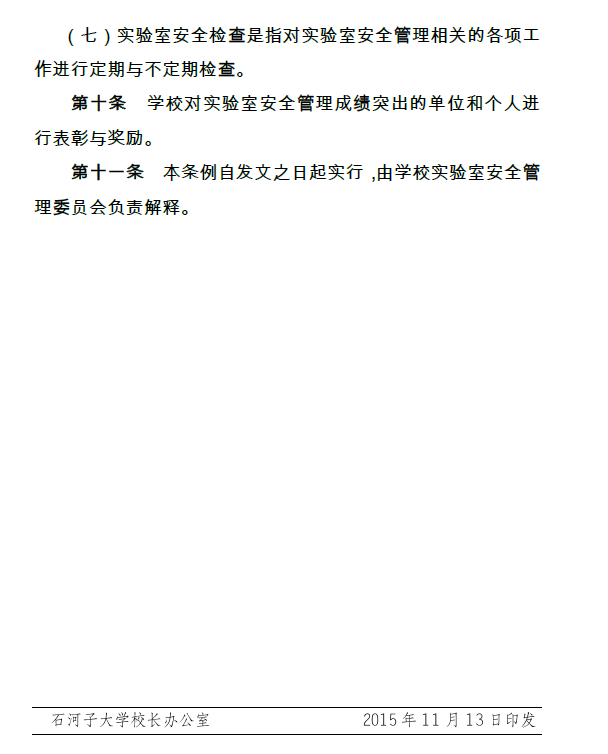 （七）实验室安全检查是指对实验室安全管理相关的各项工
作进行定期与不定期检查。
第十条　学校对实验室安全管理成绩突出的单位和个人进
行表彰与奖励。
第十一条　本条例自发文之日起实行 ,由学校实验室安全管
理委员会负责解释。
石河子大学校长办公室　2015 年 11 月 13 日印发